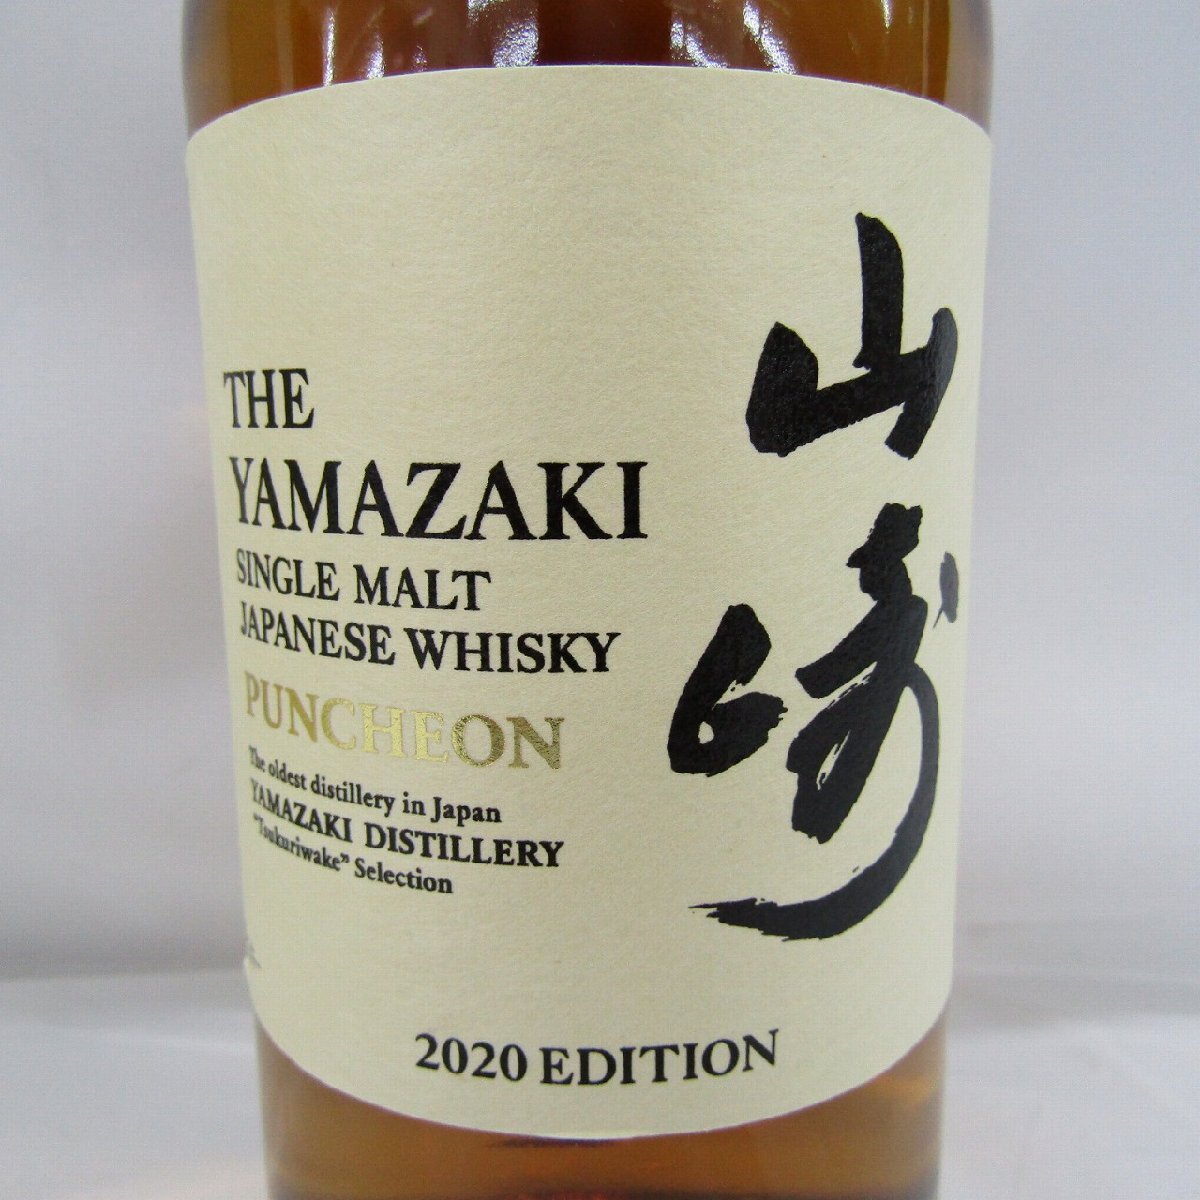 THE
YAMAZAKI
SINGLE MALT
JAPANESE WHISKY
PUNCHEON
The oldest distillery in Japan
YAMAZAKI DISTILLERY
"Tsukuriwake" Selection
山崎
2020 EDITION